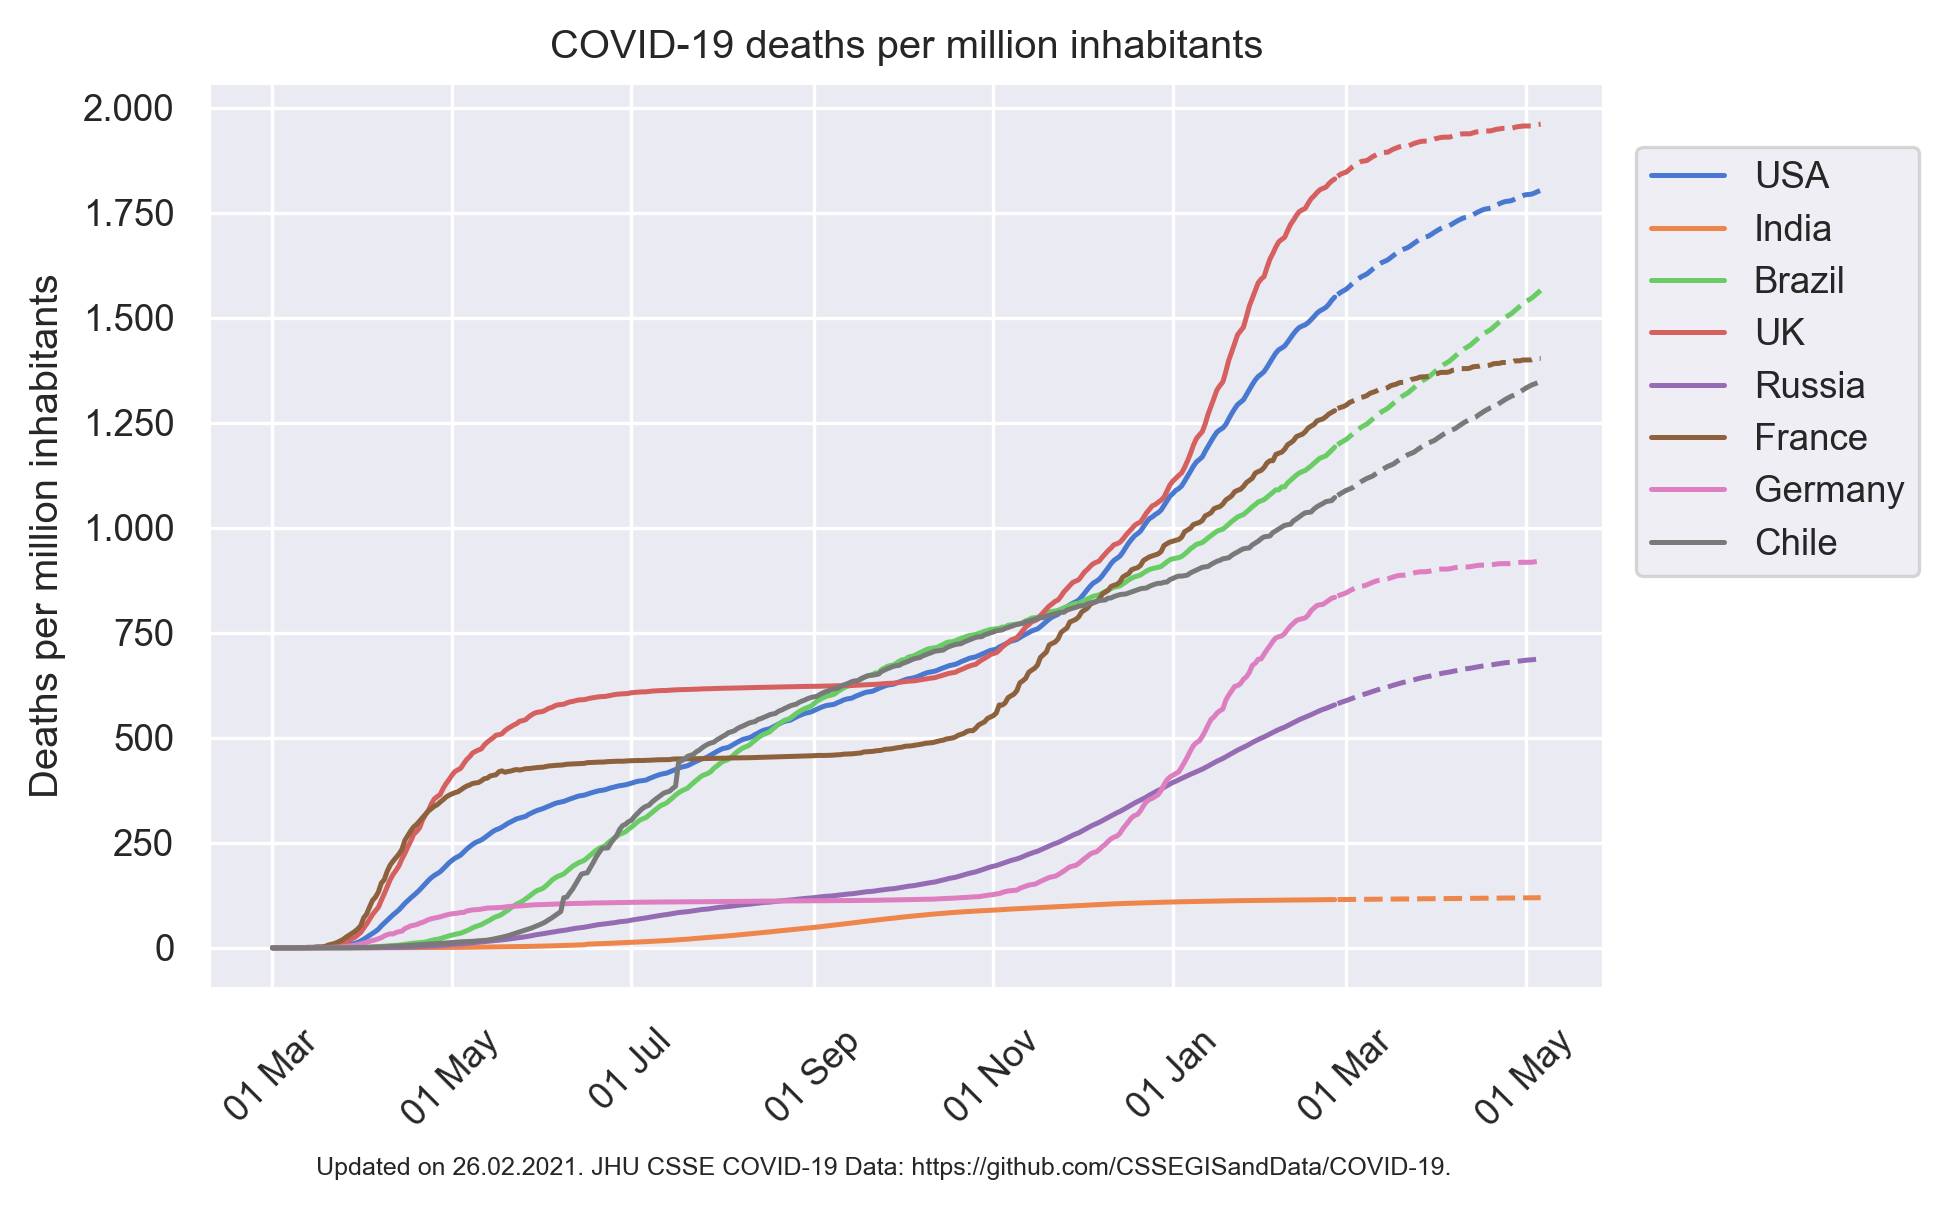 COVID-19 deaths per million inhabitants
Deaths per million inhabitants
2.000
1.750
1.500
1.250
1.000
750
500
250
0
01 Mar
01 May
01 Jul
01 Sep
01 Nov
01 Jan
01 Mar
01 May
USA
India
Brazil
UK
Russia
France
Germany
Chile
Updated on 26.02.2021. JHU CSSE COVID-19 Data: https://github.com/CSSEGISandData/COVID-19.